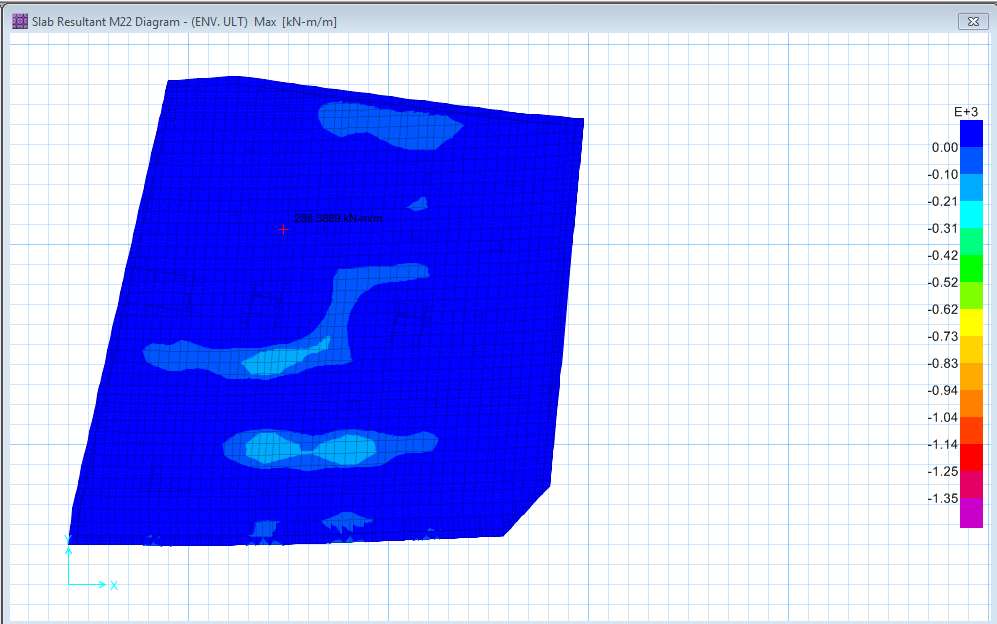 Slab Resultant M22 Diagram - (ENV. ULT)  Max  [kN-m/m]
E+3
0.00
-0.10
-0.21
-0.31
-0.42
-0.52
-0.62
-0.73
-0.83
-0.94
-1.04
-1.14
-1.25
-1.35
kN-m/m
Y
X